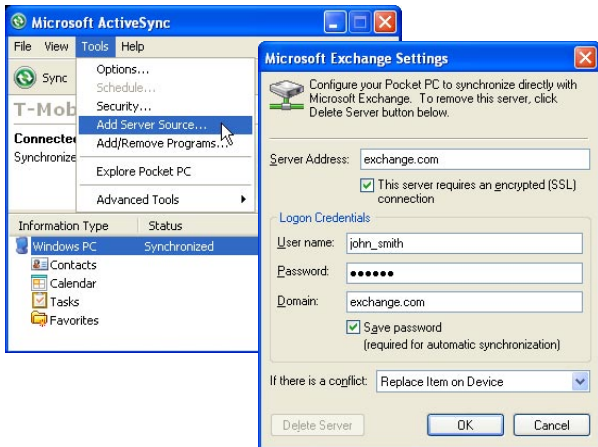 Microsoft ActiveSync
File View Tools Help
Sync
Options...
Schedule...
Security...
Add Server Source...
Add/Remove Programs...
Explore Pocket PC
Advanced Tools
T-Mob
Connected
Synchronize
Information Type Status
Windows PC Synchronized
Contacts
Calendar
Tasks
Favorites
Microsoft Exchange Settings
Configure your Pocket PC to synchronize directly with
Microsoft Exchange. To remove this server, click
Delete Server button below.
Server Address: exchange.com
This server requires an encrypted (SSL)
connection
Logon Credentials
User name: john_smith
Password: ●●●●●●
Domain: exchange.com
Save password
(required for automatic synchronization)
If there is a conflict: Replace Item on Device
Delete Server OK Cancel